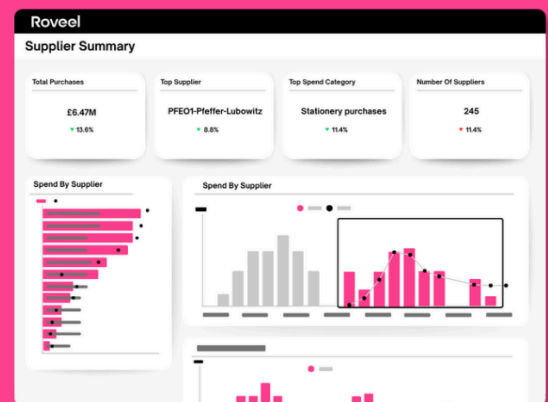 Roveel
Supplier Summary
Total Purchases
£6.47M
13.6%
Top Supplier
PFEO1-Pfeffer-Lubowitz
8.8%
Top Spend Category
Stationery purchases
11.4%
Number Of Suppliers
245
11.4%
Spend By Supplier
Spend By Supplier